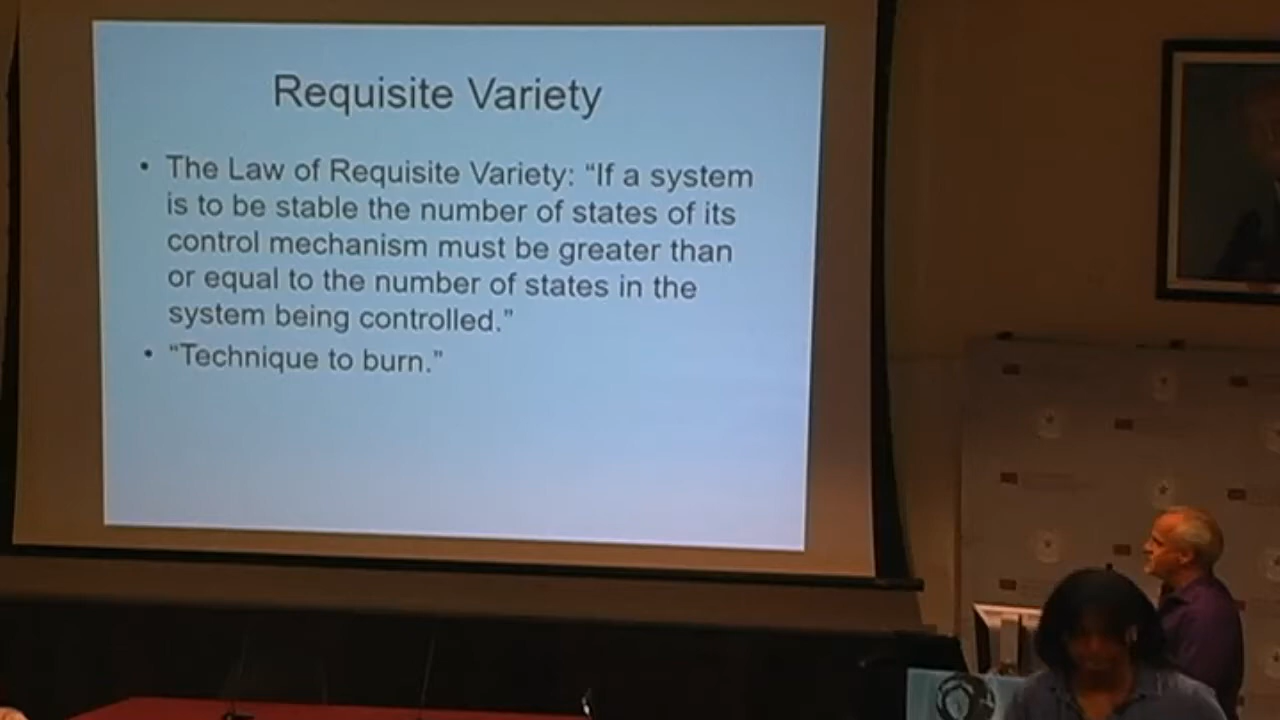 Requisite Variety
• The Law of Requisite Variety: “If a system
is to be stable the number of states of its
control mechanism must be greater than
or equal to the number of states in the
system being controlled.”
• “Technique to burn.”